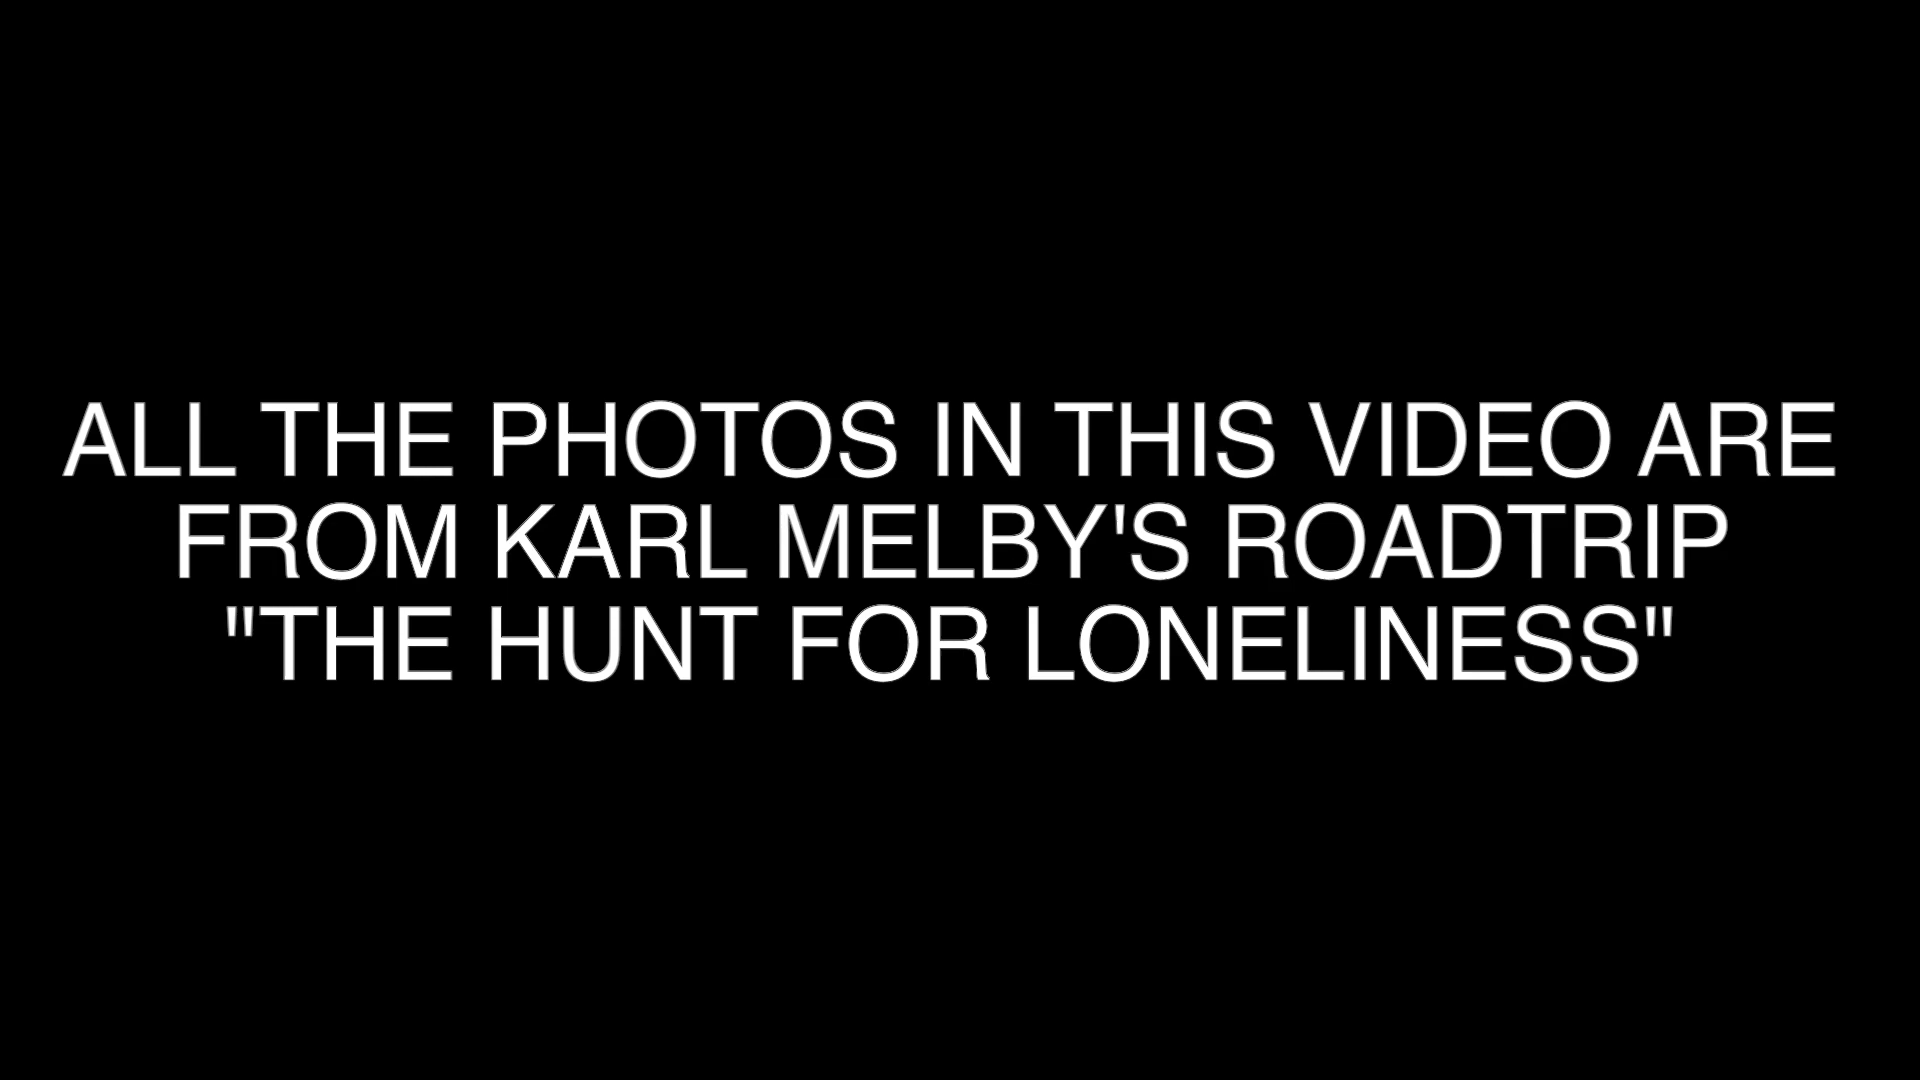 ALL THE PHOTOS IN THIS VIDEO ARE
FROM KARL MELBY'S ROADTRIP
"THE HUNT FOR LONELINESS"